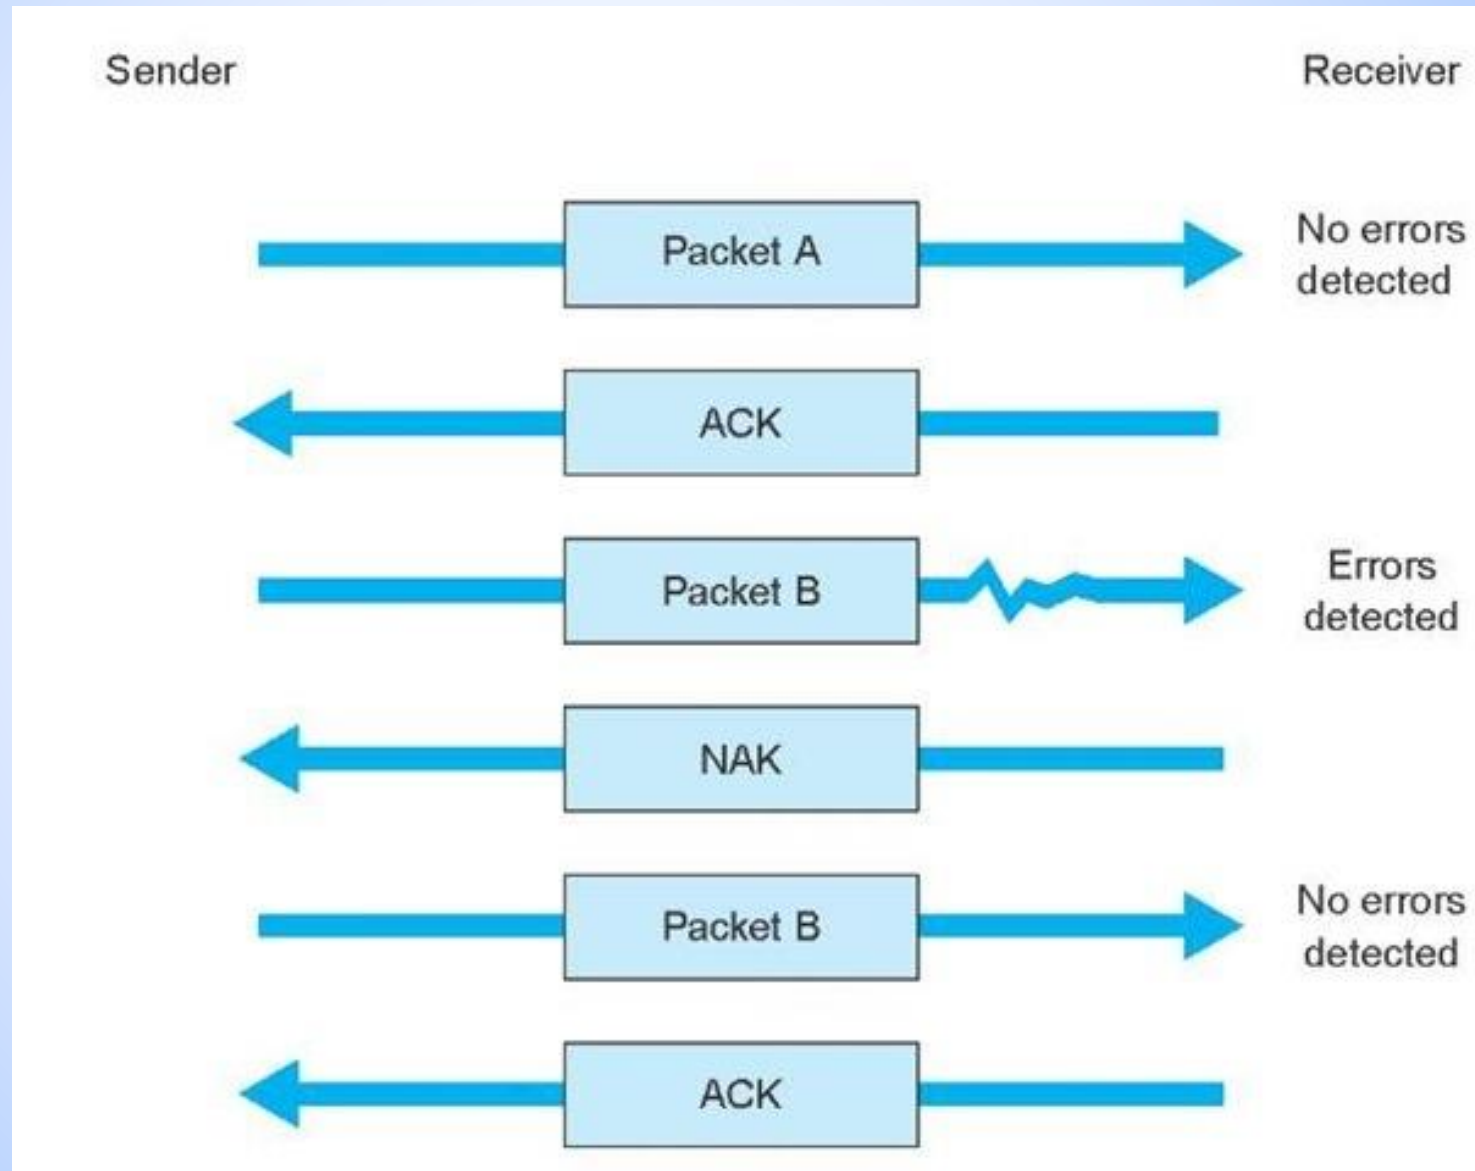 Sender
Receiver
Packet A
No errors
detected
ACK
Packet B
Errors
detected
NAK
Packet B
No errors
detected
ACK